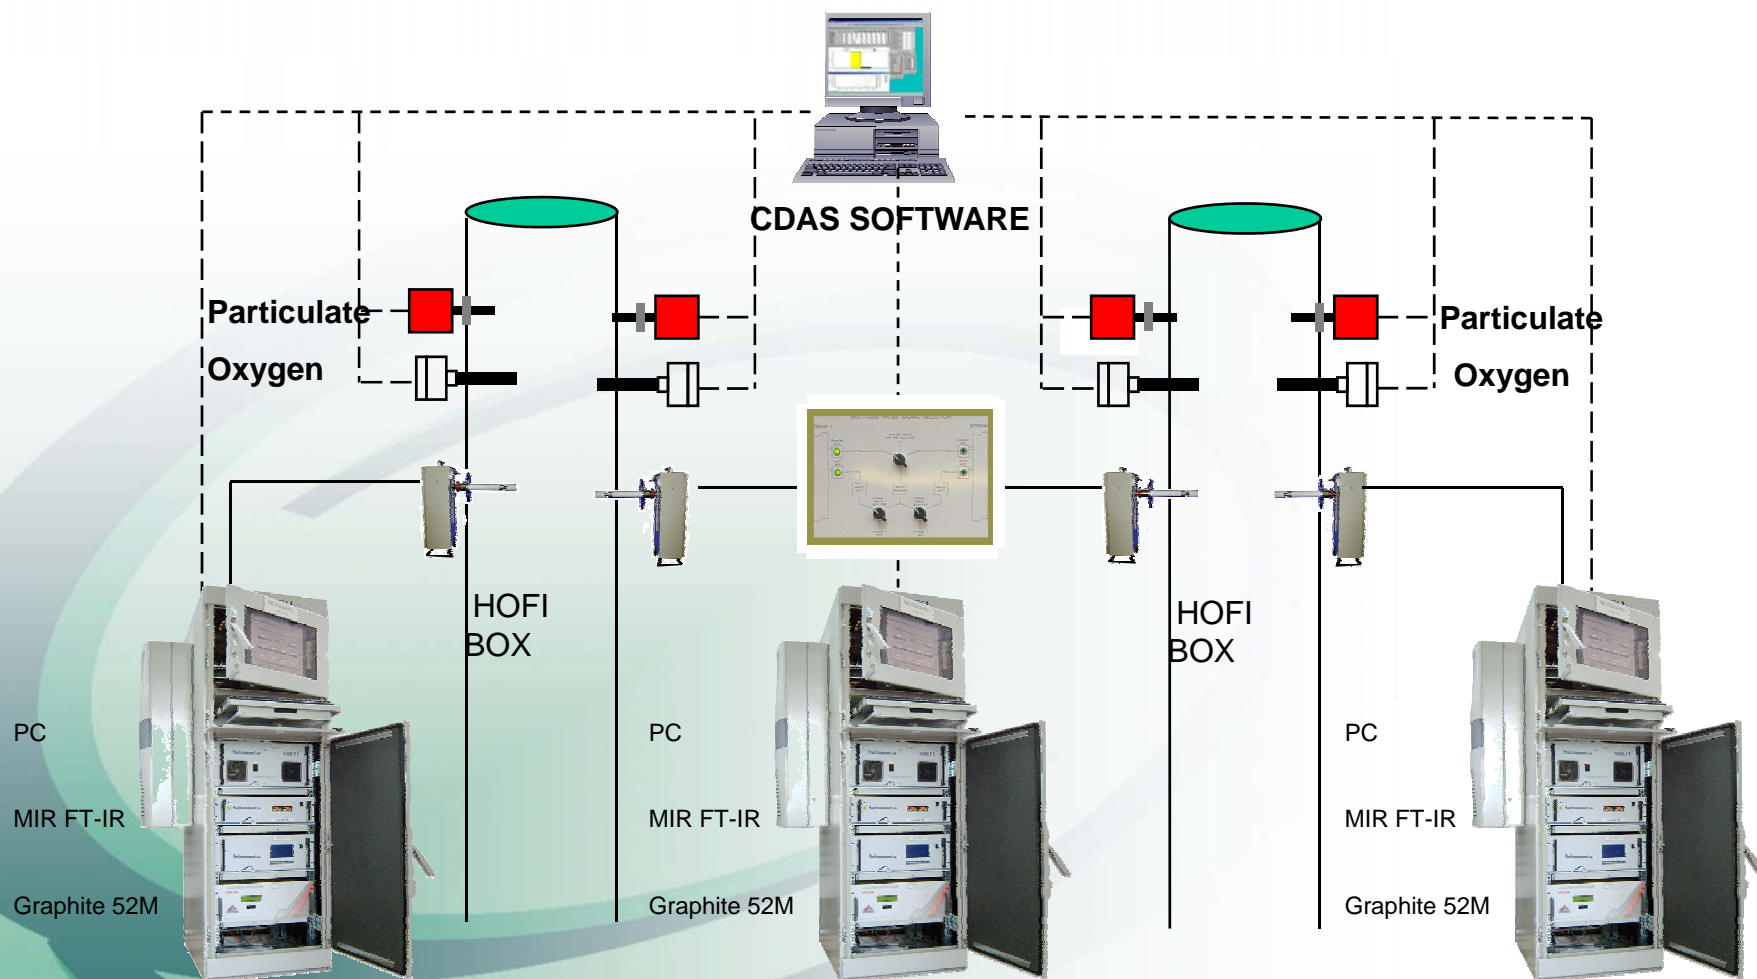 CDAS SOFTWARE
Particulate
Oxygen
Particulate
Oxygen
HOFI
BOX
HOFI
BOX
PC
MIR FT-IR
Graphite 52M
PC
MIR FT-IR
Graphite 52M
PC
MIR FT-IR
Graphite 52M